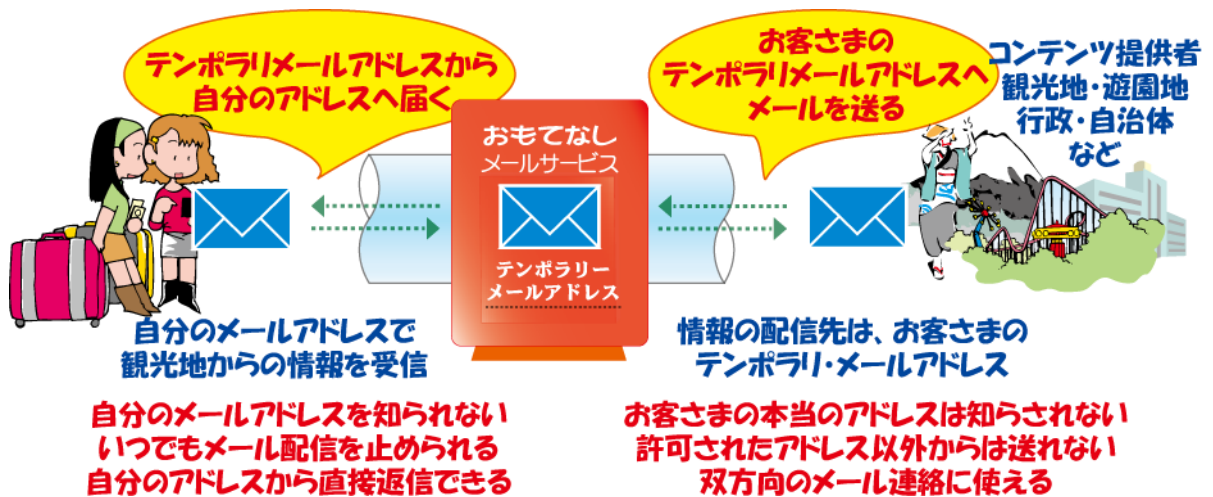 テンポラリメールアドレスから
自分のアドレスへ届く
お客さまの
テンポラリメールアドレスへ
メールを送る
コンテンツ提供者
観光地・遊園地
行政・自治体
など
おもてなし
メールサービス
テンポラリー
メールアドレス
自分のメールアドレスで
観光地からの情報を受信
情報の配信先は、お客さまの
テンポラリ・メールアドレス
自分のメールアドレスを知られない
いつでもメール配信を止められる
自分のアドレスから直接返信できる
お客さまの本当のアドレスは知らされない
許可されたアドレス以外からは送れない
双方向のメール連絡に使える